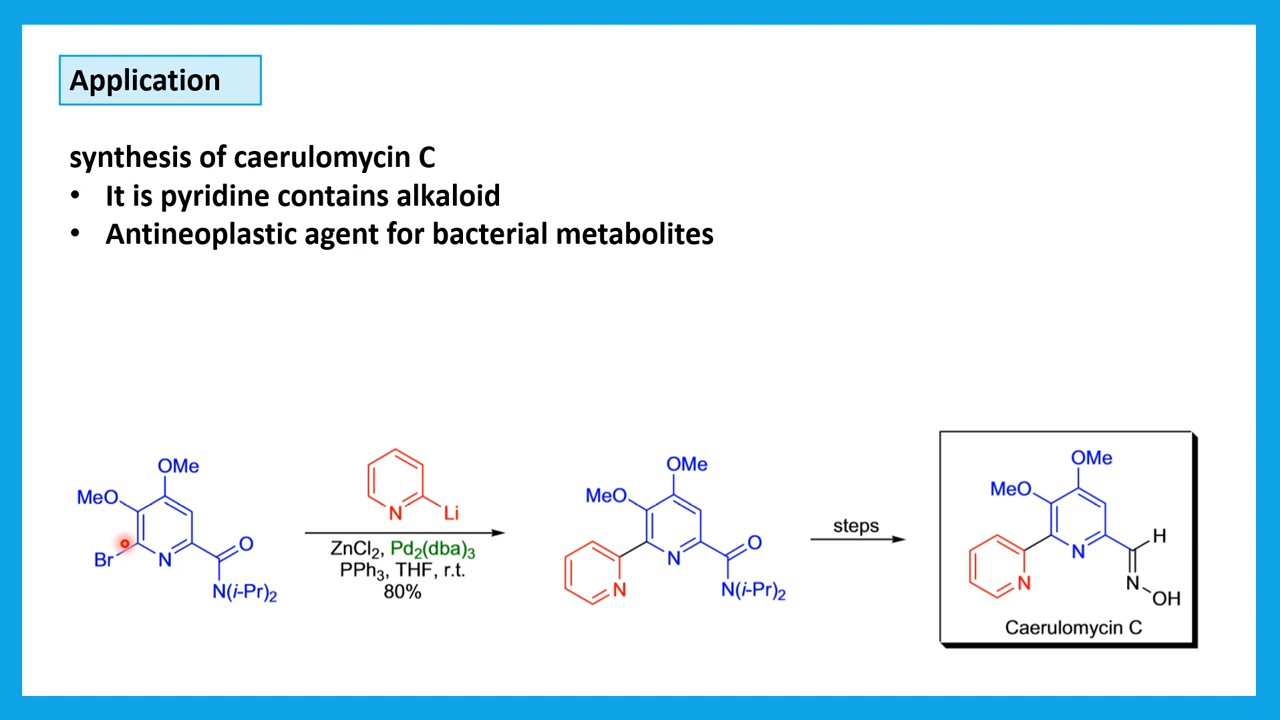 Application
synthesis of caerulomycin C
• It is pyridine contains alkaloid
• Antineoplastic agent for bacterial metabolites
OMe
MeO
Br
N
O
N(i-Pr)₂
N
Li
ZnCl₂, Pd₂(dba)₃
PPh₃, THF, r.t.
80%
OMe
MeO
N
O
N
N(i-Pr)₂
steps
OMe
MeO
N
H
N
N
OH
Caerulomycin C